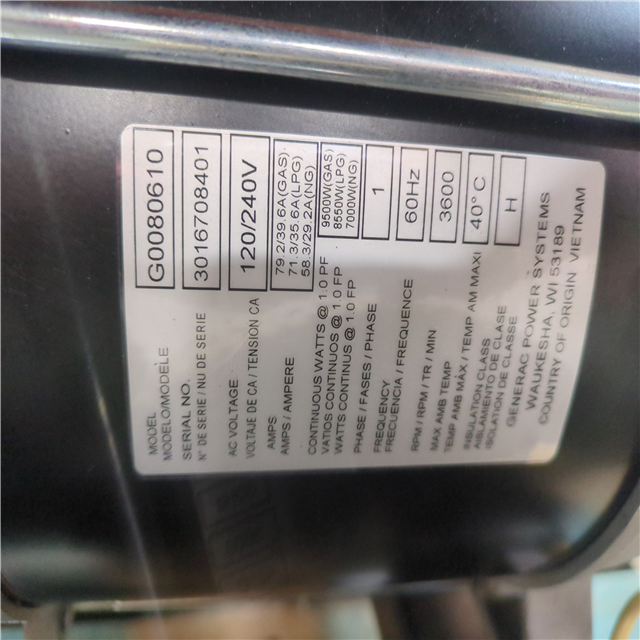 MODEL
MODELO/MODÈLE
G0080610
SERIAL NO.
N° DE SERIE / NU DE SERIE
3016708401
AC VOLTAGE
VOLTAJE DE CA / TENSION CA
120/240V
AMPS
AMPS / AMPERE
79.2/39.6A(GAS)
71.3/35.6A(LPG)
58.3/29.2A(NG)
CONTINUOUS WATTS @ 1.0 PF
VATIOS CONTINUOS @ 1.0 FP
WATTS CONTINUS @ 1.0 FP
9500W(GAS)
8550W(LPG)
7000W(NG)
PHASE / FASES / PHASE
1
FREQUENCY
FRECUENCIA / FREQUENCE
60Hz
RPM / RPM / TR / MIN
3600
MAX AMB TEMP
TEMP AMB MÁX / TEMP AM MAXI
40° C
INSULATION CLASS
AISLAMIENTO DE CLASE
ISOLATION DE CLASSE
H
GENERAC POWER SYSTEMS
WAUKESHA, WI 53189
COUNTRY OF ORIGIN VIETNAM